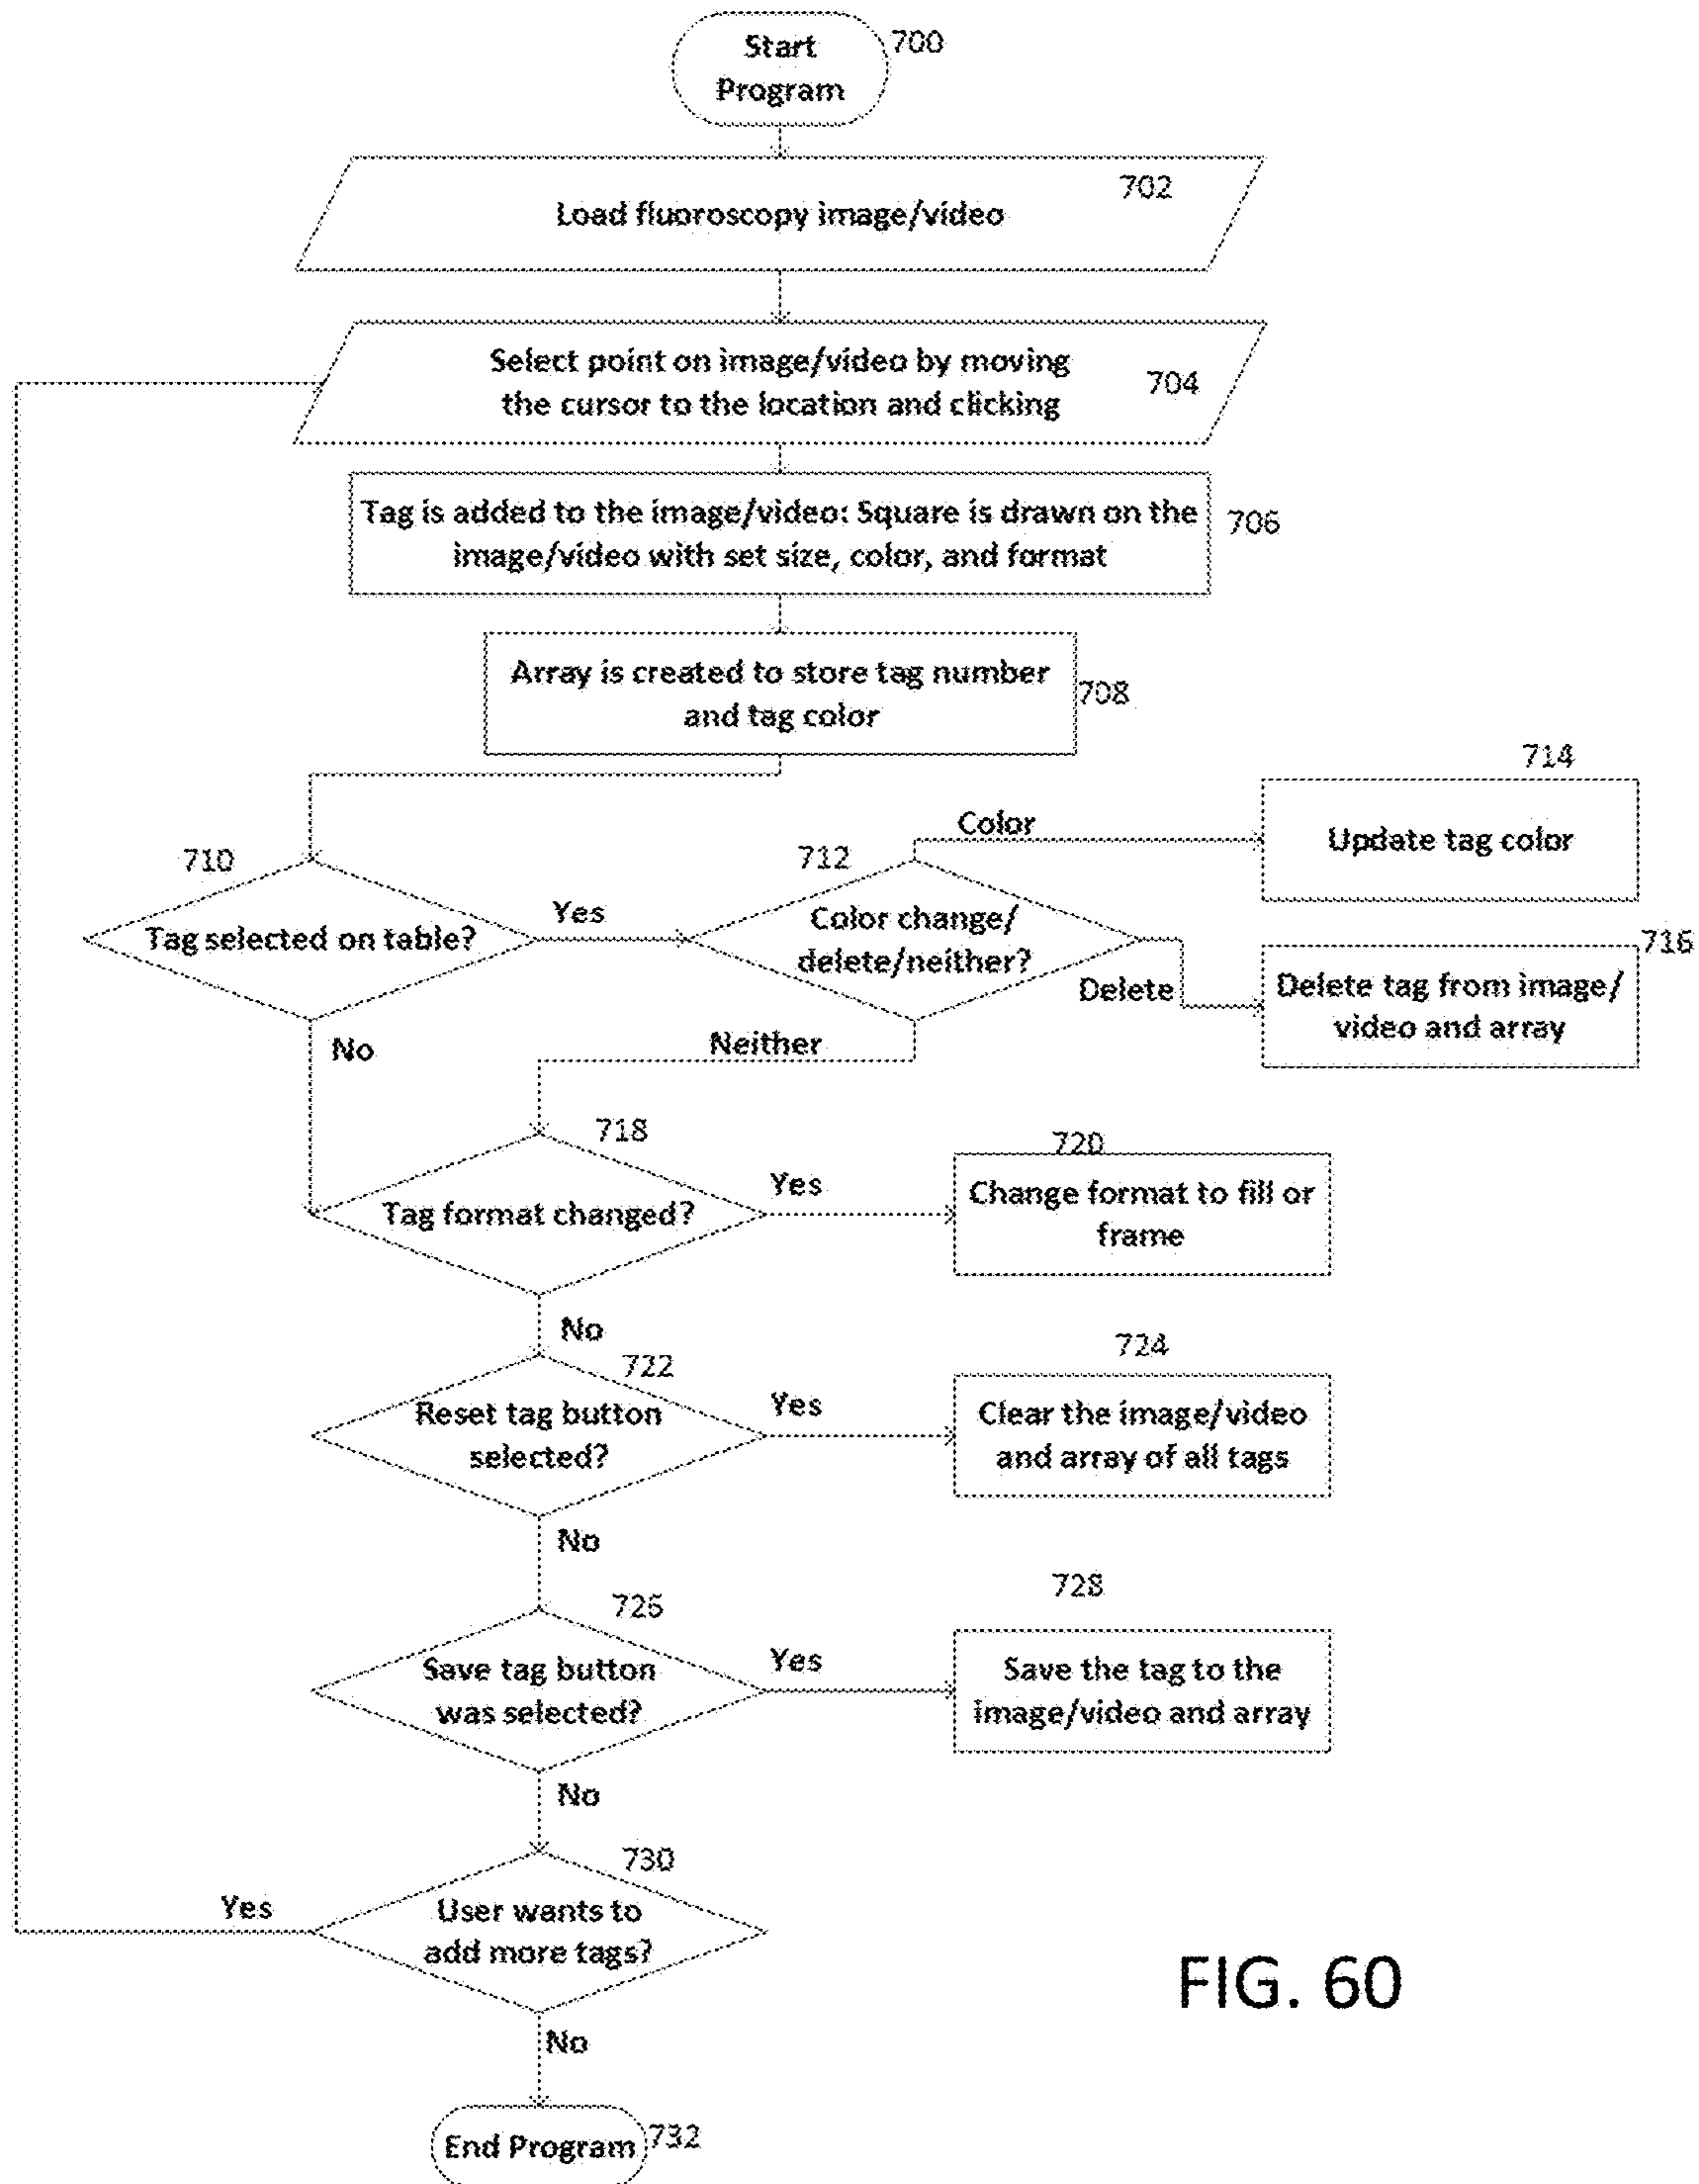 Start
Program
700
702
Load fluoroscopy image/video
Select point on image/video by moving
the cursor to the location and clicking
704
Tag is added to the image/video: Square is drawn on the
image/video with set size, color, and format
706
Array is created to store tag number
and tag color
708
714
Color
Update tag color
710
712
Tag selected on table?
Yes
Color change/
delete/neither?
716
Delete
Delete tag from image/
video and array
No
Neither
718
720
Tag format changed?
Yes
Change format to fill or
frame
No
722
724
Reset tag button
selected?
Yes
Clear the image/video
and array of all tags
No
726
728
Save tag button
was selected?
Yes
Save the tag to the
image/video and array
No
730
Yes
User wants to
add more tags?
FIG. 60
No
End Program
732